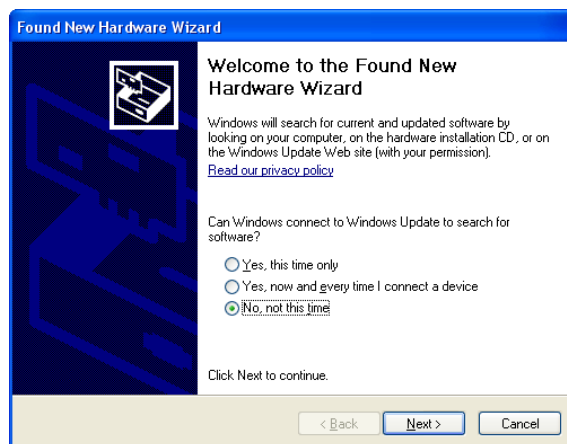 Found New Hardware Wizard
Welcome to the Found New
Hardware Wizard
Windows will search for current and updated software by
looking on your computer, on the hardware installation CD, or on
the Windows Update Web site (with your permission).
Read our privacy policy
Can Windows connect to Windows Update to search for
software?
Yes, this time only
Yes, now and every time I connect a device
No, not this time
Click Next to continue.
< Back
Next >
Cancel